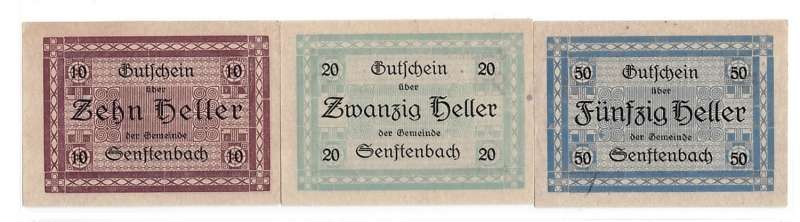 10 Gutschein 10
über
Zehn Heller
der Gemeinde
10 Senftenbach 10
20 Gutschein 20
über
Zwanzig Heller
der Gemeinde
20 Senftenbach 20
50 Gutschein 50
über
Fünfzig Heller
der Gemeinde
50 Senftenbach 50